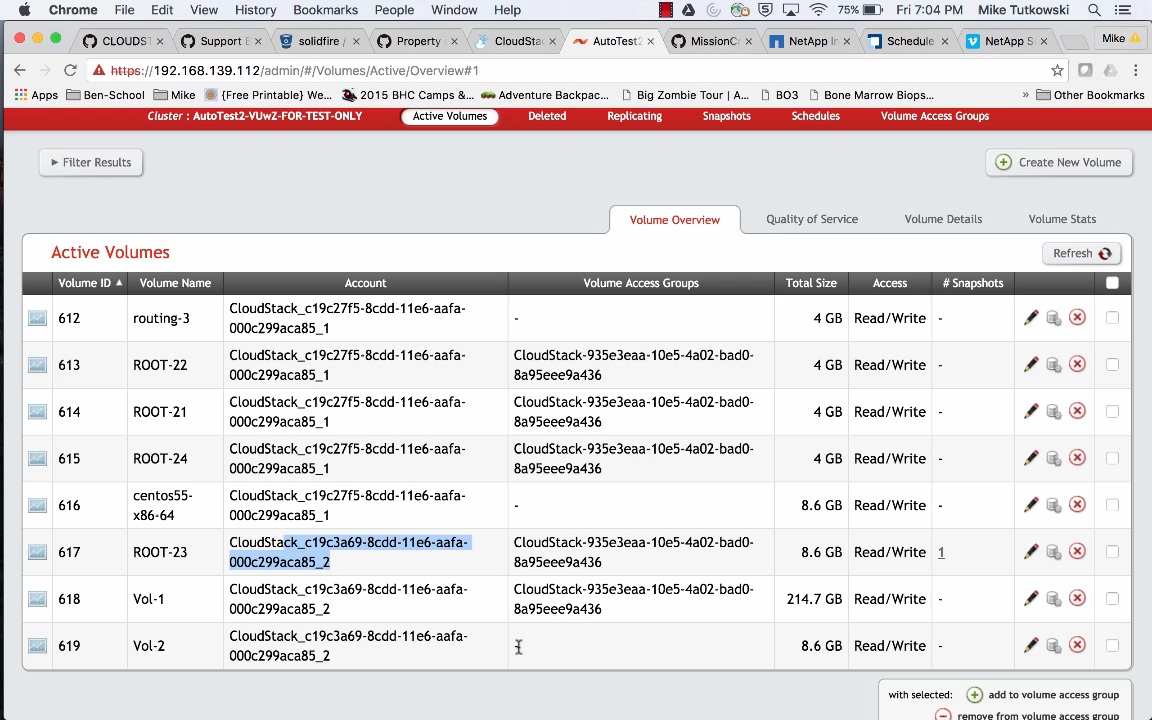 Chrome File Edit View History Bookmarks People Window Help 75% Fri 7:04 PM Mike Tutkowski
CLOUDST Support E solidfire / Property CloudStac AutoTest2 MissionCr NetApp In Schedule NetApp S Mike
https://192.168.139.112/admin/#/Volumes/Active/Overview#1
Apps Ben-School Mike {Free Printable} We... 2015 BHC Camps &... Adventure Backpac... Big Zombie Tour | A... BO3 Bone Marrow Biops... » Other Bookmarks
Cluster : AutoTest2-VUwZ-FOR-TEST-ONLY Active Volumes Deleted Replicating Snapshots Schedules Volume Access Groups
Filter Results Create New Volume
Volume Overview Quality of Service Volume Details Volume Stats
Active Volumes Refresh
Volume ID ▲ Volume Name Account Volume Access Groups Total Size Access # Snapshots
612 routing-3 CloudStack_c19c27f5-8cdd-11e6-aafa- - 4 GB Read/Write -
000c299aca85_1
613 ROOT-22 CloudStack_c19c27f5-8cdd-11e6-aafa- CloudStack-935e3eaa-10e5-4a02-bad0- 4 GB Read/Write -
000c299aca85_1 8a95eee9a436
614 ROOT-21 CloudStack_c19c27f5-8cdd-11e6-aafa- CloudStack-935e3eaa-10e5-4a02-bad0- 4 GB Read/Write -
000c299aca85_1 8a95eee9a436
615 ROOT-24 CloudStack_c19c27f5-8cdd-11e6-aafa- CloudStack-935e3eaa-10e5-4a02-bad0- 4 GB Read/Write -
000c299aca85_1 8a95eee9a436
616 centos55- CloudStack_c19c27f5-8cdd-11e6-aafa- - 8.6 GB Read/Write -
x86-64 000c299aca85_1
617 ROOT-23 CloudStack_c19c3a69-8cdd-11e6-aafa- CloudStack-935e3eaa-10e5-4a02-bad0- 8.6 GB Read/Write 1
000c299aca85_2 8a95eee9a436
618 Vol-1 CloudStack_c19c3a69-8cdd-11e6-aafa- CloudStack-935e3eaa-10e5-4a02-bad0- 214.7 GB Read/Write -
000c299aca85_2 8a95eee9a436
619 Vol-2 CloudStack_c19c3a69-8cdd-11e6-aafa- 8.6 GB Read/Write -
000c299aca85_2
with selected: add to volume access group
remove from volume access group